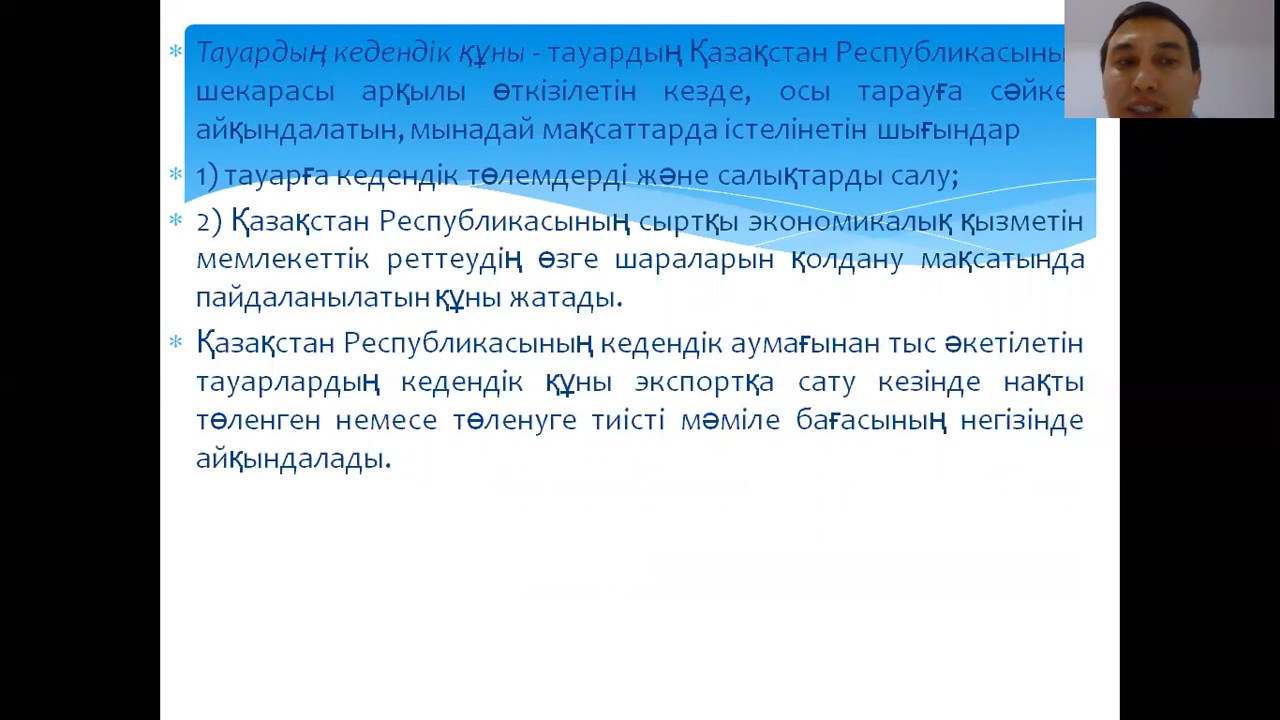 * Тауардың кедендік құны - тауардың Қазақстан
шекарасы арқылы өткізілетін кезде, осы тарауға
айқындалатын, мынадай мақсаттарда істелінетін шығындар
* 1) тауарға кедендік төлемдерді және салықтарды салу;
* 2) Қазақстан Республикасының сыртқы экономикалық қызметін
мемлекеттік реттеудің өзге шараларын қолдану мақсатында
пайдаланылатын құны жатады.
* Қазақстан Республикасының кедендік аумағынан тыс әкетілетін
тауарлардың кедендік құны экспортқа сату кезінде нақты
төленген немесе төленуге тиісті мәміле бағасының негізінде
айқындалады.